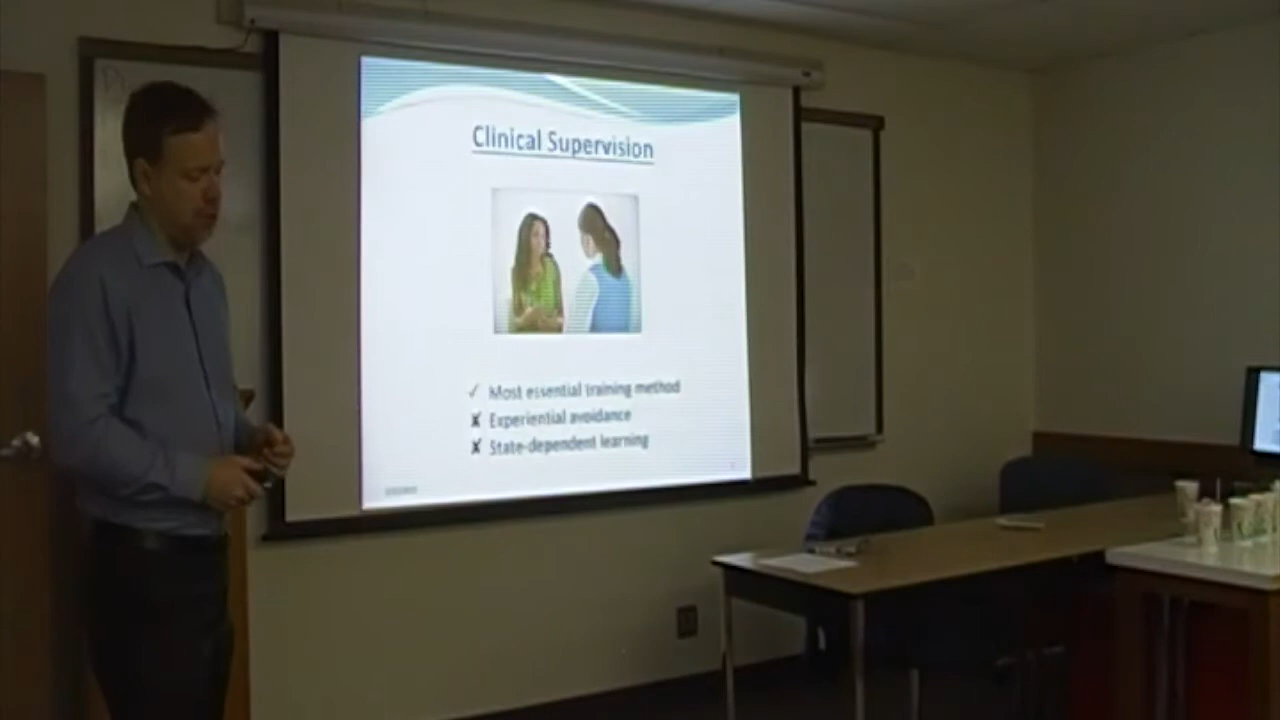 Clinical Supervision
✓ Most essential training method
✗ Experiential avoidance
✗ State-dependent learning